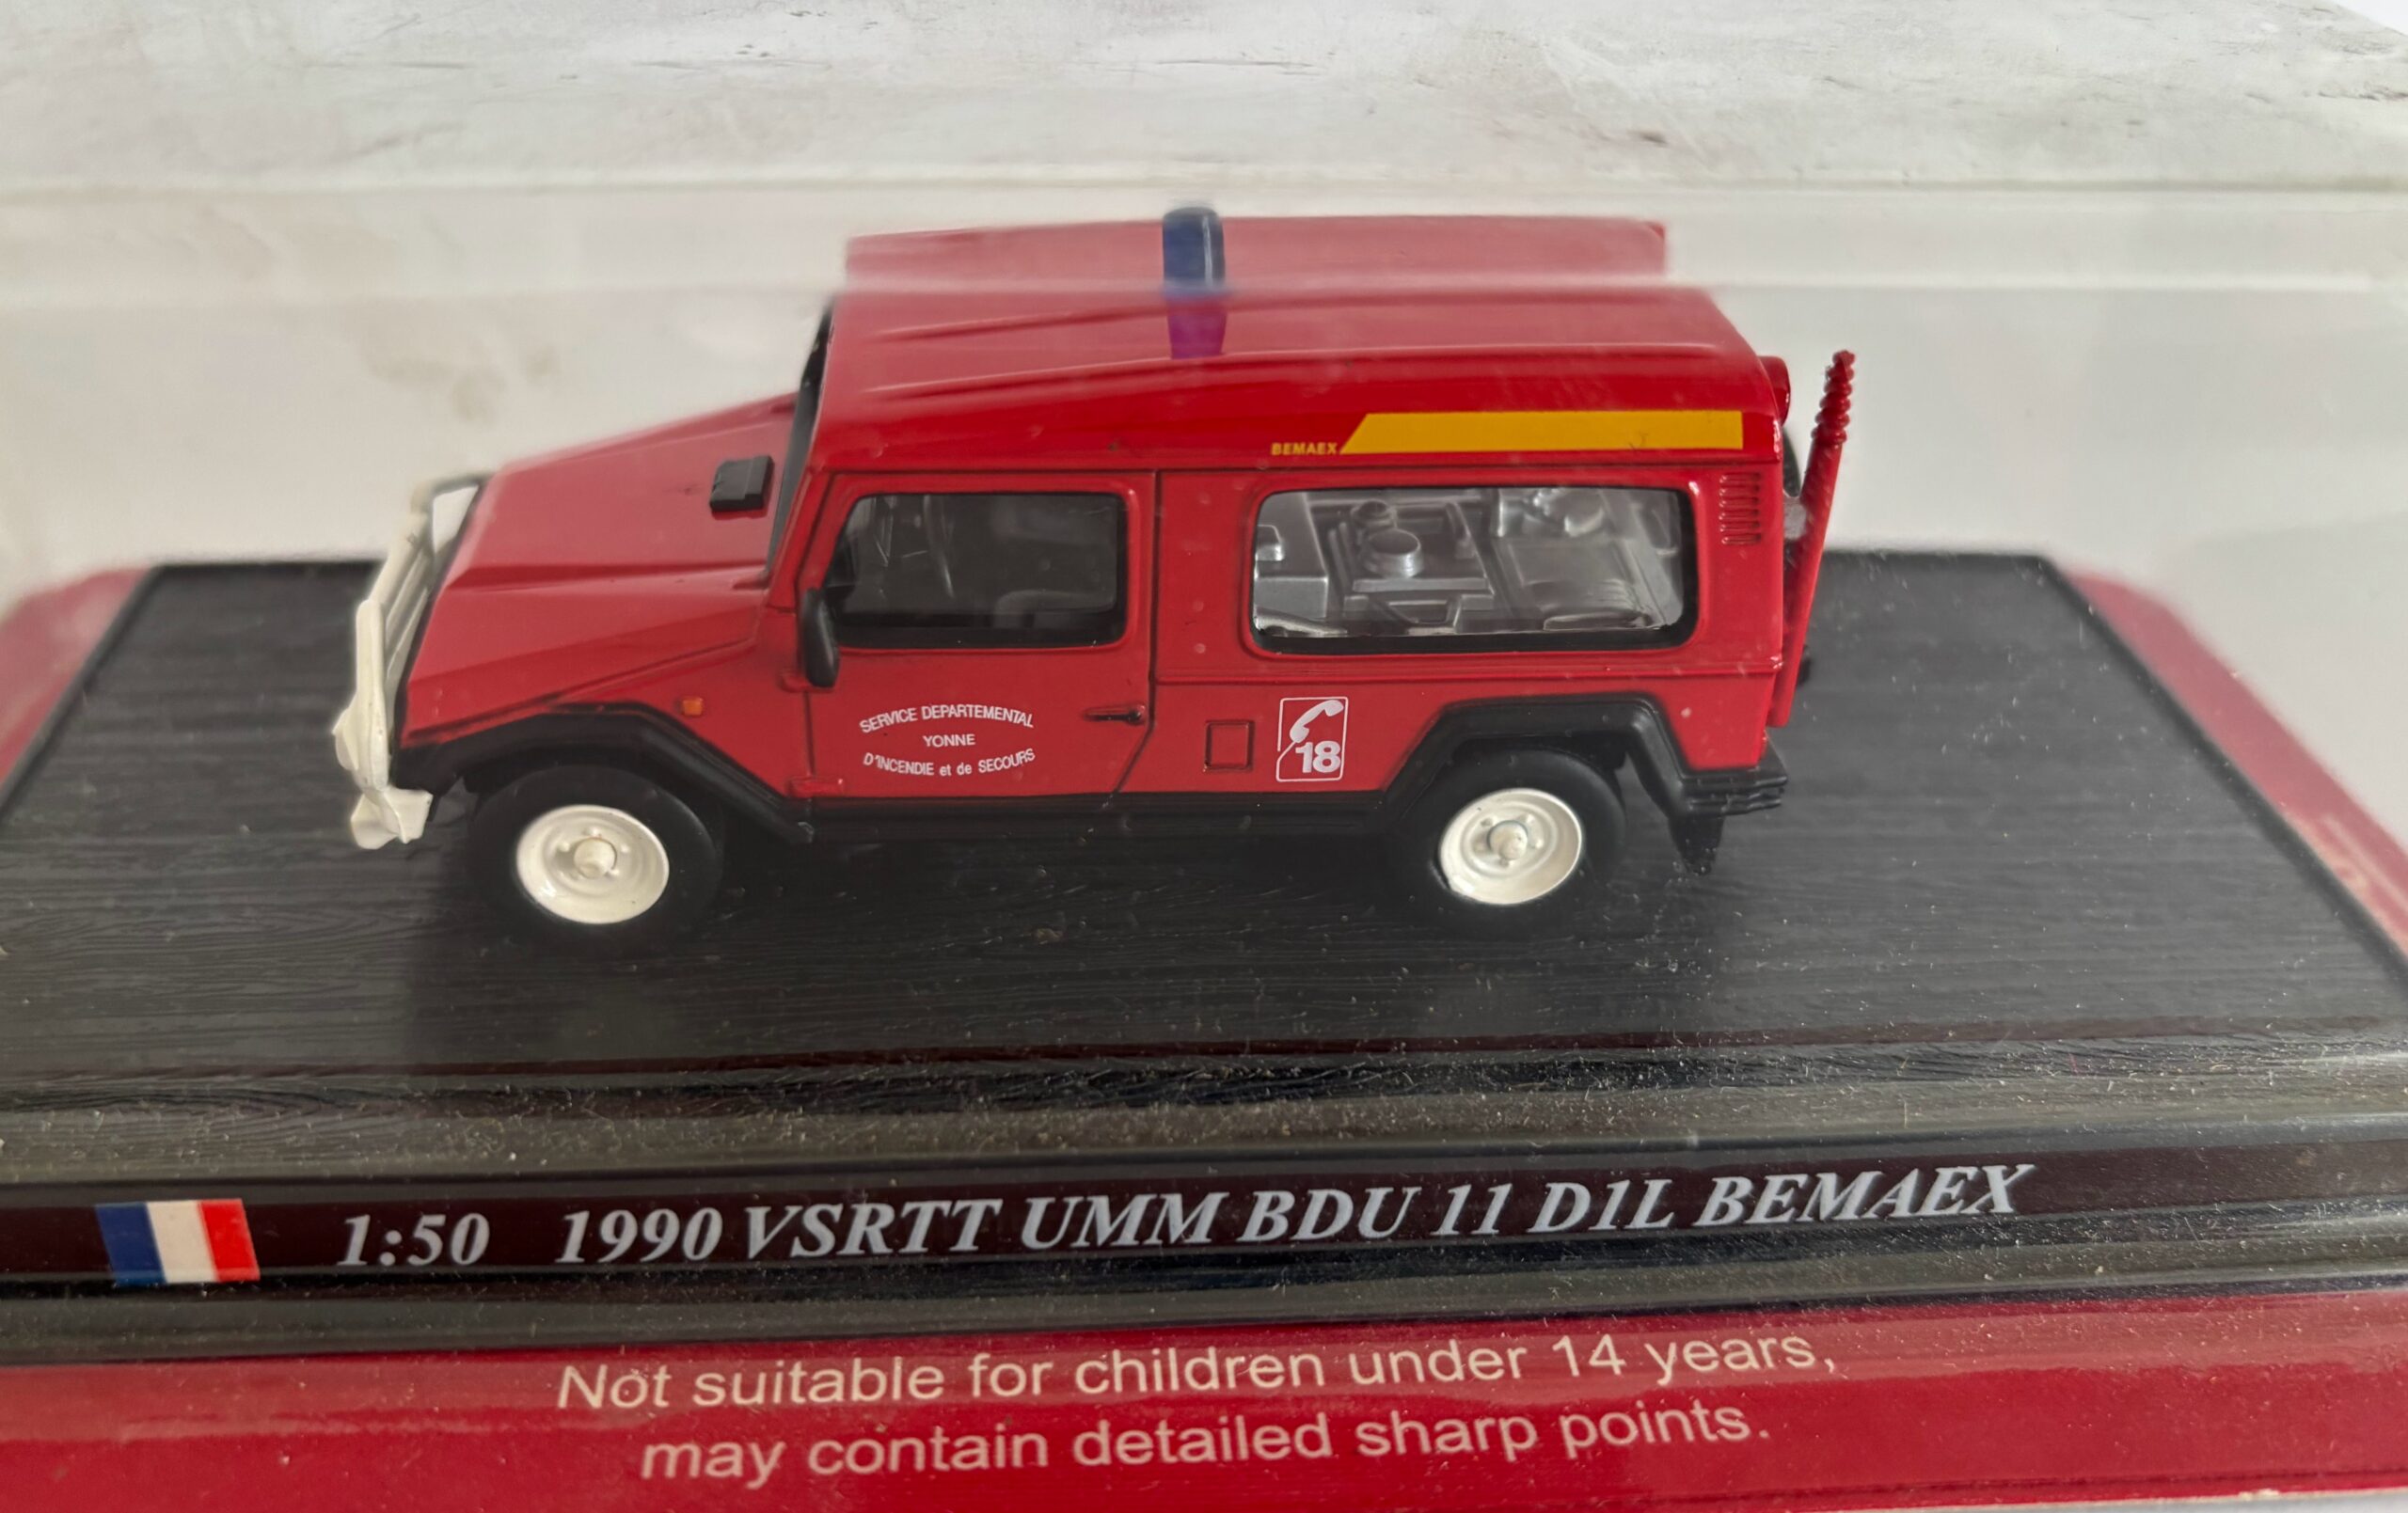 BEMAEX
SERVICE DEPARTEMENTAL
YONNE
D'INCENDIE et de SECOURS
18
1:50 1990 VSRTT UMM BDU 11 D1L BEMAEX
Not suitable for children under 14 years,
may contain detailed sharp points.